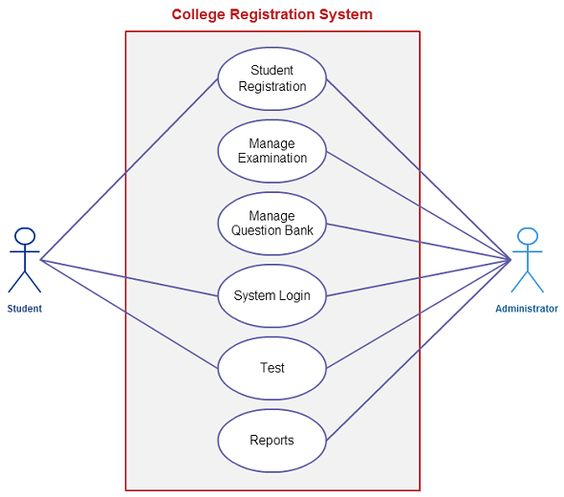 College Registration System
Student
Registration
Manage
Examination
Manage
Question Bank
System Login
Test
Reports
Student
Administrator